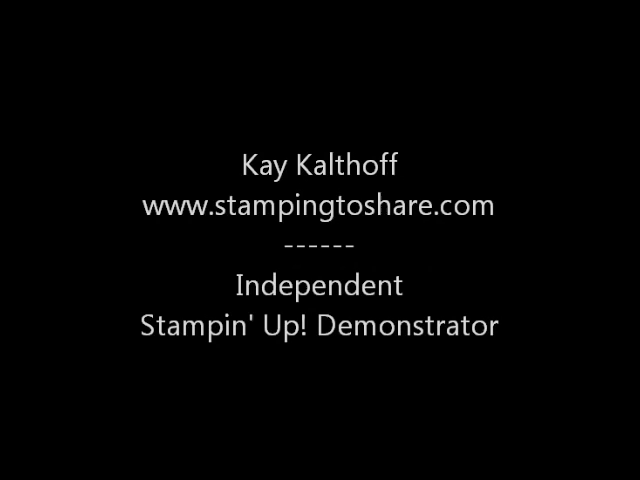 Kay Kalthoff
www.stampingtoshare.com
------
Independent
Stampin' Up! Demonstrator